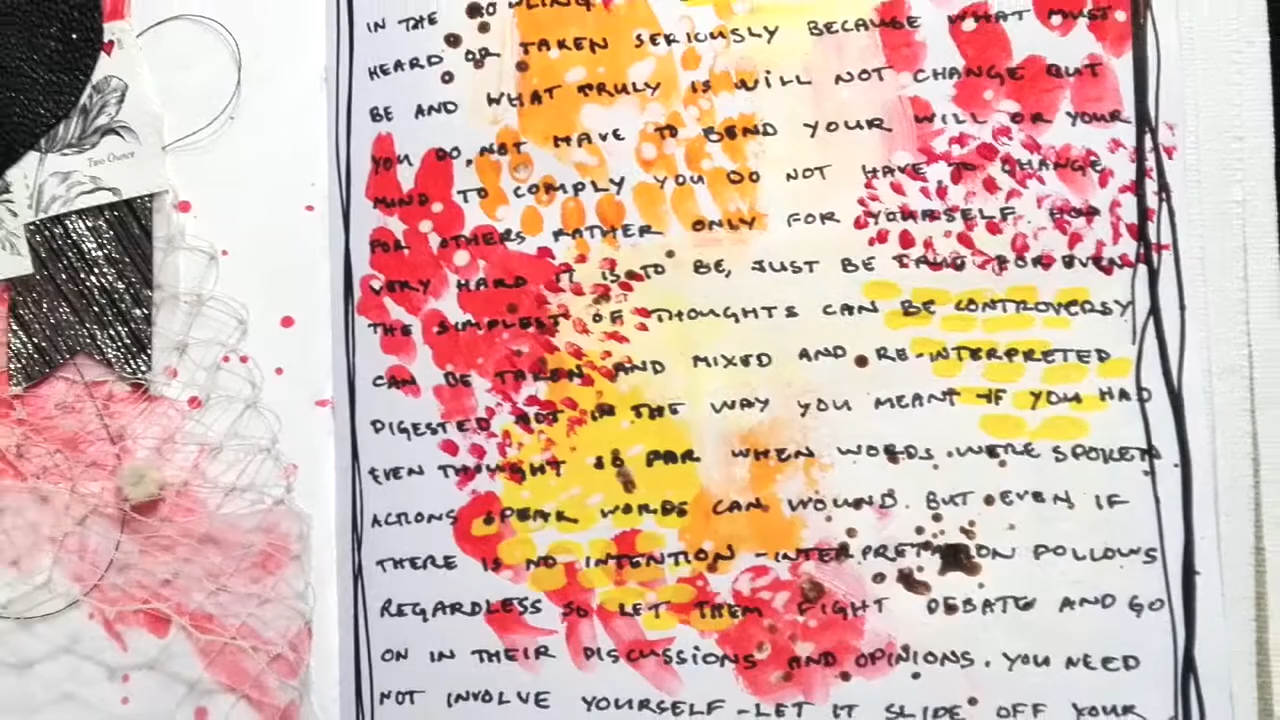 Two Ounce
IN THE
HEARD OR TAKEN SERIOUSLY BECAUSE WHAT MUST
BE AND WHAT TRULY IS WILL NOT CHANGE BUT
YOU DO NOT HAVE TO BEND YOUR WILL OR YOUR
MIND TO COMPLY YOU DO NOT HAVE TO CHANGE
FOR OTHERS RATHER ONLY FOR YOURSELF. HOW
VERY HARD IT IS TO BE, JUST BE TRUE FOR EVEN
THE SIMPLEST OF THOUGHTS CAN BE CONTROVERSY
CAN BE TAKEN AND MIXED AND RE-INTERPRETED
DIGESTED NOT IN THE WAY YOU MEANT IF YOU HAD
EVEN THOUGHT SO FAR WHEN WORDS WERE SPOKEN.
ACTIONS SPEAK WORDS CAN WOUND. BUT EVEN IF
THERE IS NO INTENTION - INTERPRETATION FOLLOWS
REGARDLESS SO LET THEM FIGHT DEBATE AND GO
ON IN THEIR DISCUSSIONS AND OPINIONS. YOU NEED
NOT INVOLVE YOURSELF - LET IT SLIDE OFF YOUR